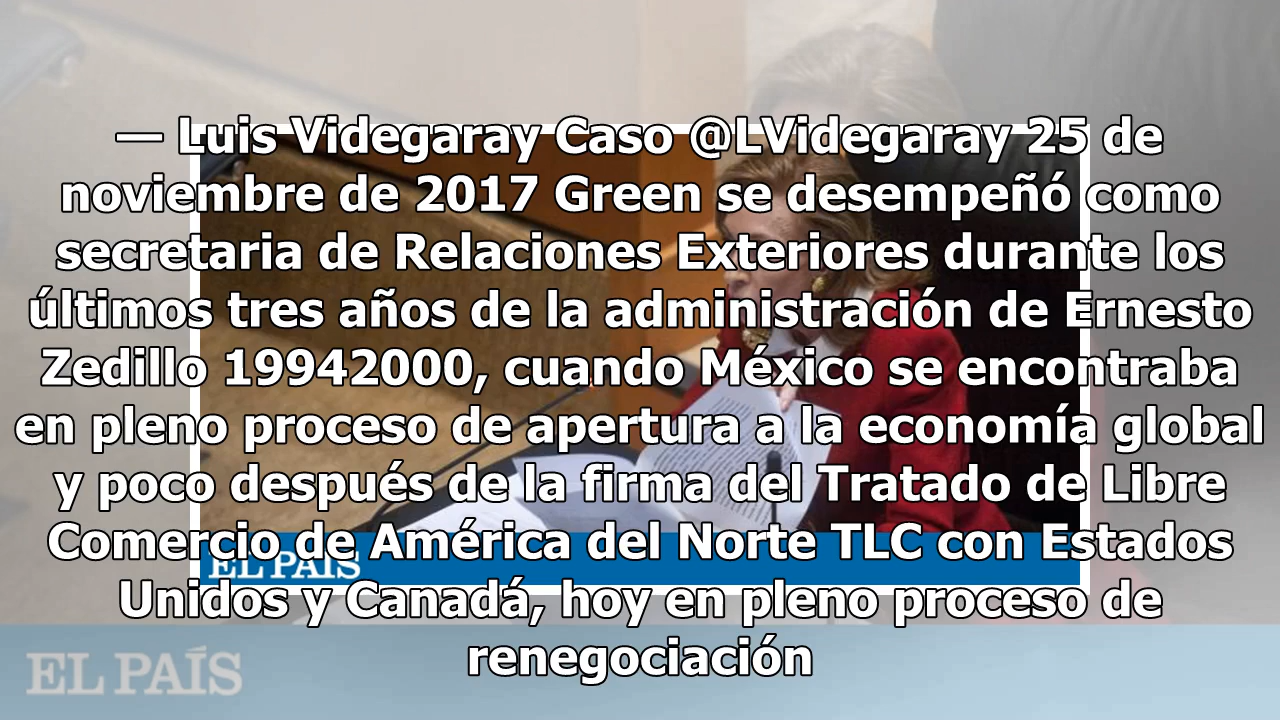 — Luis Videgaray Caso @LVidegaray 25 de
noviembre de 2017 Green se desempeñó como
secretaria de Relaciones Exteriores durante los
últimos tres años de la administración de Ernesto
Zedillo 19942000, cuando México se encontraba
en pleno proceso de apertura a la economía global
y poco después de la firma del Tratado de Libre
Comercio de América del Norte TLC con Estados
Unidos y Canadá, hoy en pleno proceso de
renegociación
EL PAÍS
EL PAÍS